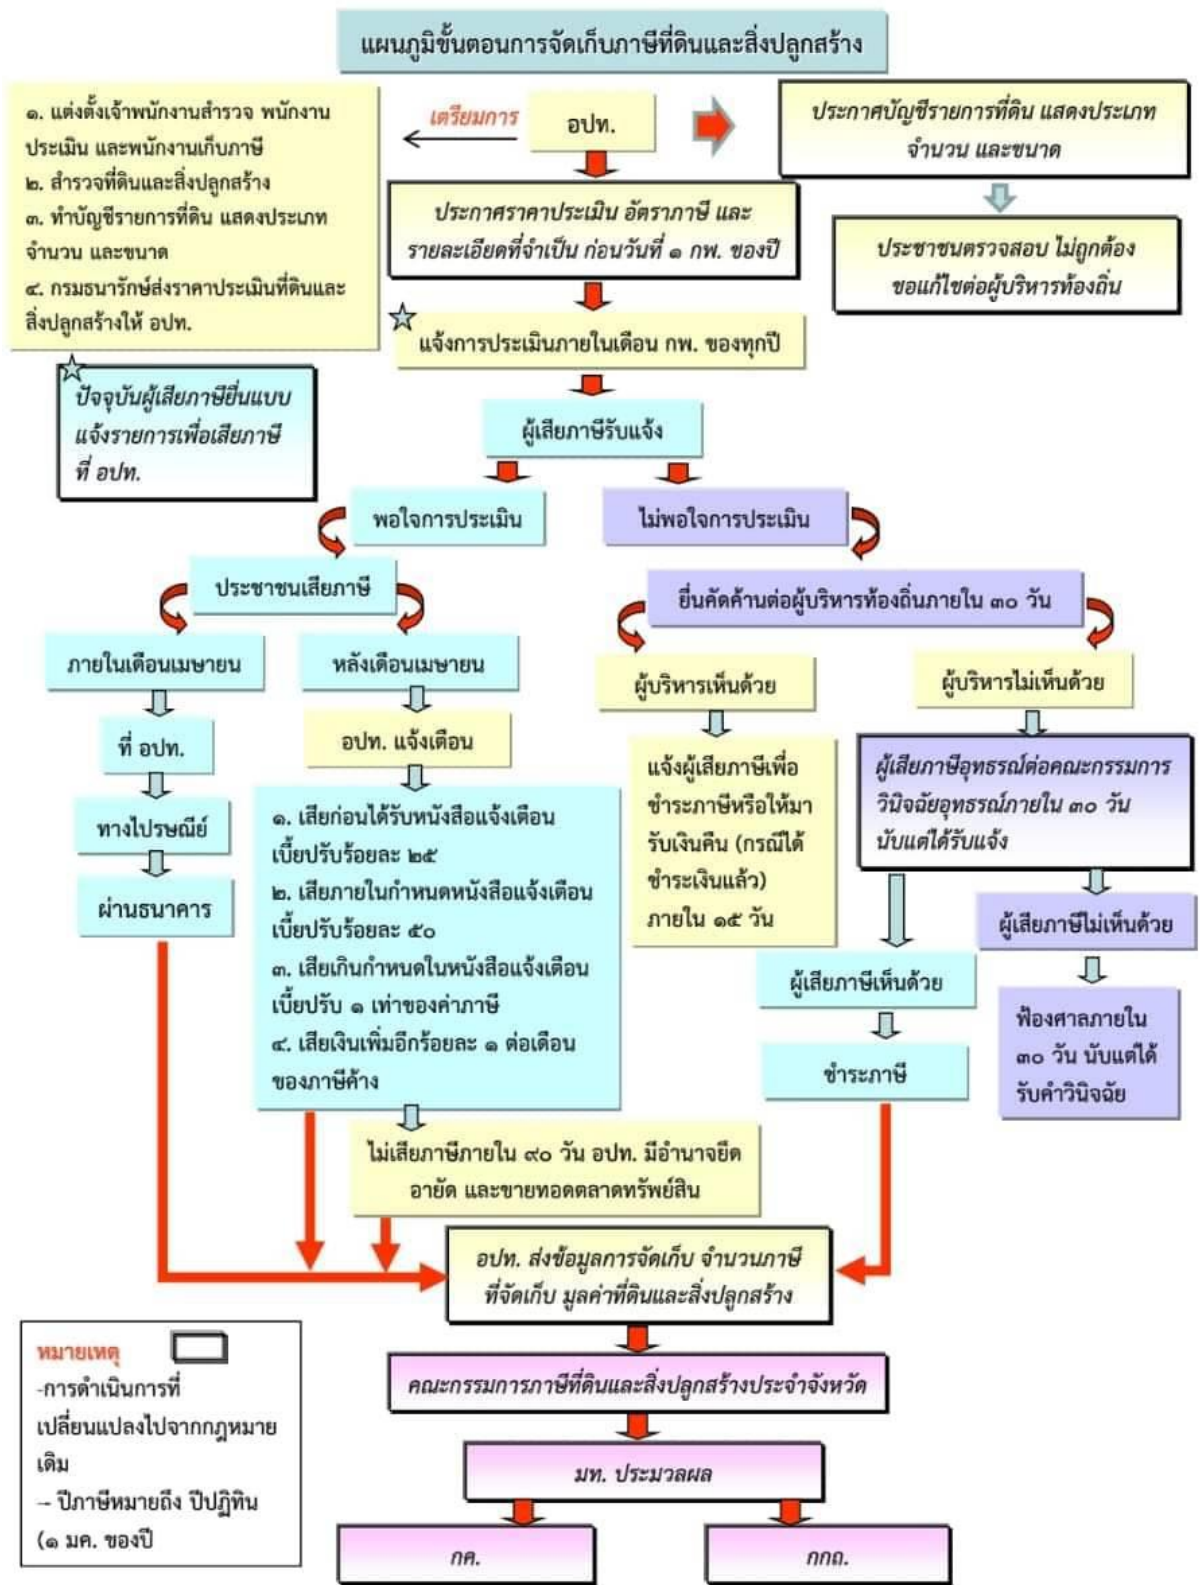 แผนภูมิขั้นตอนการจัดเก็บภาษีที่ดินและสิ่งปลูกสร้าง
๑. แต่งตั้งเจ้าพนักงานสำรวจ พนักงาน
ประเมิน และพนักงานเก็บภาษี
๒. สำรวจที่ดินและสิ่งปลูกสร้าง
๓. ทำบัญชีรายการที่ดิน แสดงประเภท
จำนวน และขนาด
๔. กรมธนารักษ์ส่งราคาประเมินที่ดินและ
สิ่งปลูกสร้างให้ อปท.
เตรียมการ
อปท.
ประกาศบัญชีรายการที่ดิน แสดงประเภท
จำนวน และขนาด
ประชาชนตรวจสอบ ไม่ถูกต้อง
ขอแก้ไขต่อผู้บริหารท้องถิ่น
ประกาศราคาประเมิน อัตราภาษี และ
รายละเอียดที่จำเป็น ก่อนวันที่ ๑ กพ. ของปี
แจ้งการประเมินภายในเดือน กพ. ของทุกปี
ปัจจุบันผู้เสียภาษียื่นแบบ
แจ้งรายการเพื่อเสียภาษี
ที่ อปท.
ผู้เสียภาษีรับแจ้ง
พอใจการประเมิน
ไม่พอใจการประเมิน
ประชาชนเสียภาษี
ยื่นคัดค้านต่อผู้บริหารท้องถิ่นภายใน ๓๐ วัน
ภายในเดือนเมษายน
หลังเดือนเมษายน
ผู้บริหารเห็นด้วย
ผู้บริหารไม่เห็นด้วย
ที่ อปท.
ทางไปรษณีย์
ผ่านธนาคาร
อปท. แจ้งเตือน
๑. เสียก่อนได้รับหนังสือแจ้งเตือน
เบี้ยปรับร้อยละ ๒๕
๒. เสียภายในกำหนดหนังสือแจ้งเตือน
เบี้ยปรับร้อยละ ๕๐
๓. เสียเกินกำหนดในหนังสือแจ้งเตือน
เบี้ยปรับ ๑ เท่าของค่าภาษี
๔. เสียเงินเพิ่มอีกร้อยละ ๑ ต่อเดือน
ของภาษีค้าง
แจ้งผู้เสียภาษีเพื่อ
ชำระภาษีหรือให้มา
รับเงินคืน (กรณีได้
ชำระเงินแล้ว)
ภายใน ๑๕ วัน
ผู้เสียภาษีอุทธรณ์ต่อคณะกรรมการ
วินิจฉัยอุทธรณ์ภายใน ๓๐ วัน
นับแต่ได้รับแจ้ง
ผู้เสียภาษีไม่เห็นด้วย
ผู้เสียภาษีเห็นด้วย
ฟ้องศาลภายใน
๓๐ วัน นับแต่ได้
รับคำวินิจฉัย
ชำระภาษี
ไม่เสียภาษีภายใน ๙๐ วัน อปท. มีอำนาจยึด
อายัด และขายทอดตลาดทรัพย์สิน
อปท. ส่งข้อมูลการจัดเก็บ จำนวนภาษี
ที่จัดเก็บ มูลค่าที่ดินและสิ่งปลูกสร้าง
คณะกรรมการภาษีที่ดินและสิ่งปลูกสร้างประจำจังหวัด
มท. ประมวลผล
กค.
กกถ.
หมายเหตุ
-การดำเนินการที่
เปลี่ยนแปลงไปจากกฎหมาย
เดิม
-- ปีภาษีหมายถึง ปีปฏิทิน
(๑ มค. ของปี